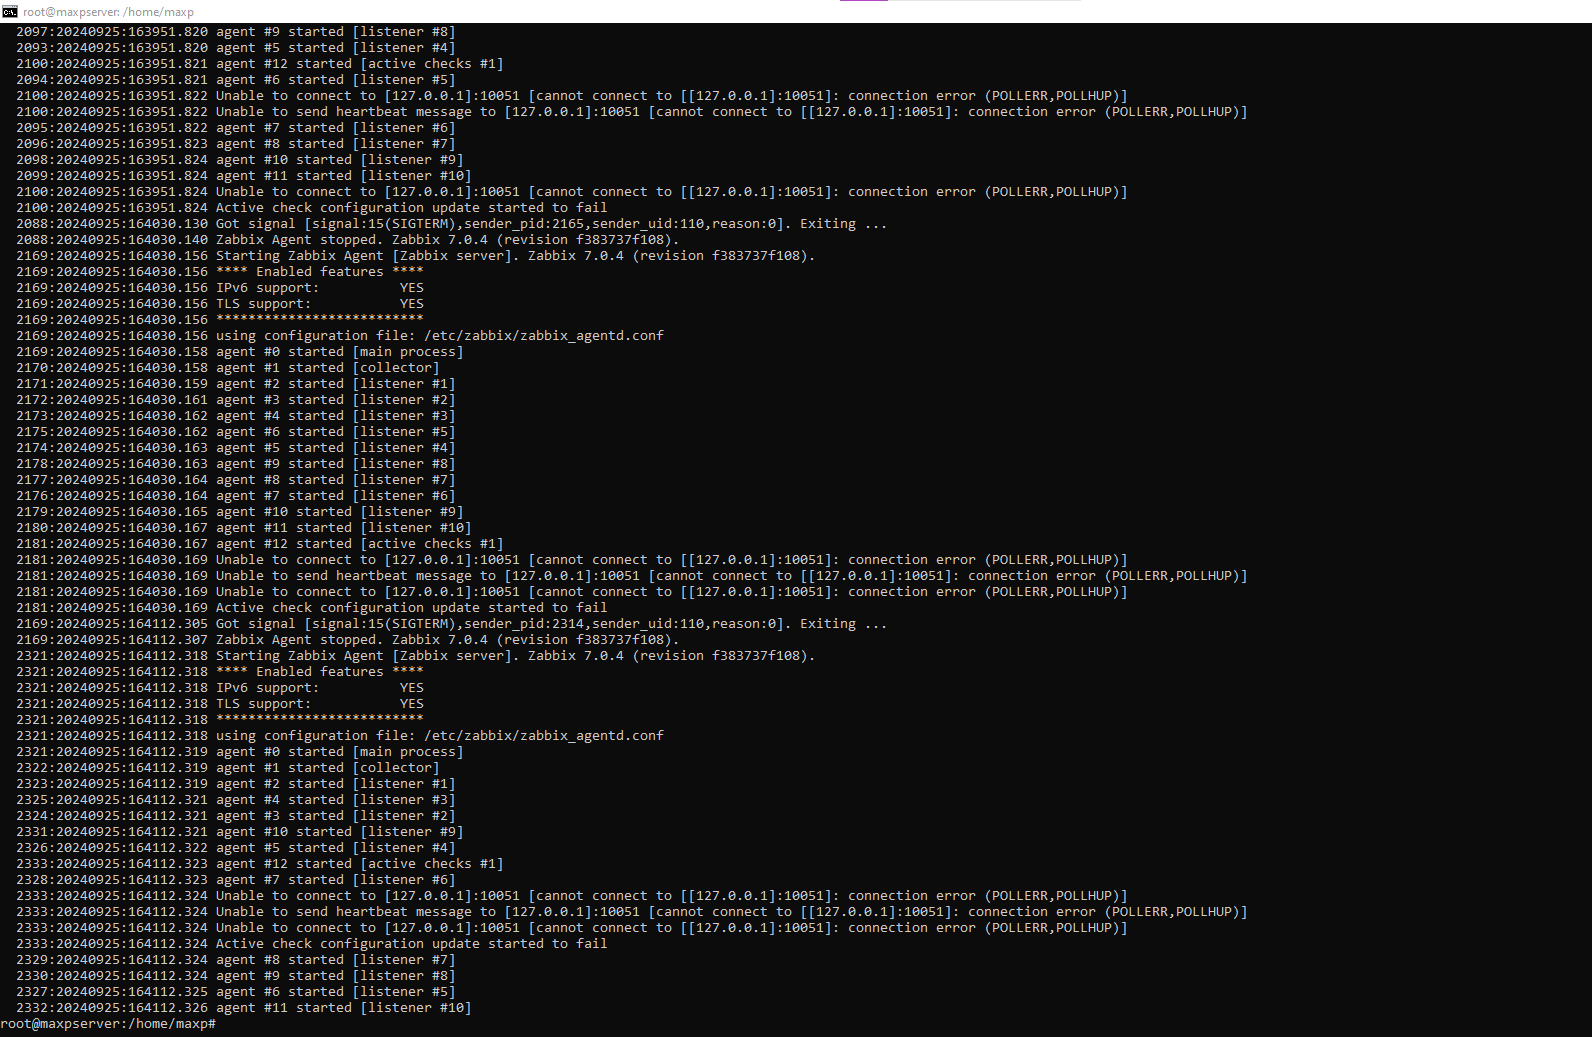 root@maxpserver: /home/maxp
2097:20240925:163951.820 agent #9 started [listener #8]
2093:20240925:163951.820 agent #5 started [listener #4]
2100:20240925:163951.821 agent #12 started [active checks #1]
2094:20240925:163951.821 agent #6 started [listener #5]
2100:20240925:163951.822 Unable to connect to [127.0.0.1]:10051 [cannot connect to [[127.0.0.1]:10051]: connection error (POLLERR,POLLHUP)]
2100:20240925:163951.822 Unable to send heartbeat message to [127.0.0.1]:10051 [cannot connect to [[127.0.0.1]:10051]: connection error (POLLERR,POLLHUP)]
2095:20240925:163951.822 agent #7 started [listener #6]
2096:20240925:163951.823 agent #8 started [listener #7]
2098:20240925:163951.824 agent #10 started [listener #9]
2099:20240925:163951.824 agent #11 started [listener #10]
2100:20240925:163951.824 Unable to connect to [127.0.0.1]:10051 [cannot connect to [[127.0.0.1]:10051]: connection error (POLLERR,POLLHUP)]
2100:20240925:163951.824 Active check configuration update started to fail
2088:20240925:164030.130 Got signal [signal:15(SIGTERM),sender_pid:2165,sender_uid:110,reason:0]. Exiting ...
2088:20240925:164030.140 Zabbix Agent stopped. Zabbix 7.0.4 (revision f383737f108).
2169:20240925:164030.156 Starting Zabbix Agent [Zabbix server]. Zabbix 7.0.4 (revision f383737f108).
2169:20240925:164030.156 **** Enabled features ****
2169:20240925:164030.156 IPv6 support:          YES
2169:20240925:164030.156 TLS support:           YES
2169:20240925:164030.156 **************************
2169:20240925:164030.156 using configuration file: /etc/zabbix/zabbix_agentd.conf
2169:20240925:164030.158 agent #0 started [main process]
2170:20240925:164030.158 agent #1 started [collector]
2171:20240925:164030.159 agent #2 started [listener #1]
2172:20240925:164030.161 agent #3 started [listener #2]
2173:20240925:164030.162 agent #4 started [listener #3]
2175:20240925:164030.162 agent #6 started [listener #5]
2174:20240925:164030.163 agent #5 started [listener #4]
2178:20240925:164030.163 agent #9 started [listener #8]
2177:20240925:164030.164 agent #8 started [listener #7]
2176:20240925:164030.164 agent #7 started [listener #6]
2179:20240925:164030.165 agent #10 started [listener #9]
2180:20240925:164030.167 agent #11 started [listener #10]
2181:20240925:164030.167 agent #12 started [active checks #1]
2181:20240925:164030.169 Unable to connect to [127.0.0.1]:10051 [cannot connect to [[127.0.0.1]:10051]: connection error (POLLERR,POLLHUP)]
2181:20240925:164030.169 Unable to send heartbeat message to [127.0.0.1]:10051 [cannot connect to [[127.0.0.1]:10051]: connection error (POLLERR,POLLHUP)]
2181:20240925:164030.169 Unable to connect to [127.0.0.1]:10051 [cannot connect to [[127.0.0.1]:10051]: connection error (POLLERR,POLLHUP)]
2181:20240925:164030.169 Active check configuration update started to fail
2169:20240925:164112.305 Got signal [signal:15(SIGTERM),sender_pid:2314,sender_uid:110,reason:0]. Exiting ...
2169:20240925:164112.307 Zabbix Agent stopped. Zabbix 7.0.4 (revision f383737f108).
2321:20240925:164112.318 Starting Zabbix Agent [Zabbix server]. Zabbix 7.0.4 (revision f383737f108).
2321:20240925:164112.318 **** Enabled features ****
2321:20240925:164112.318 IPv6 support:          YES
2321:20240925:164112.318 TLS support:           YES
2321:20240925:164112.318 **************************
2321:20240925:164112.318 using configuration file: /etc/zabbix/zabbix_agentd.conf
2321:20240925:164112.319 agent #0 started [main process]
2322:20240925:164112.319 agent #1 started [collector]
2323:20240925:164112.319 agent #2 started [listener #1]
2325:20240925:164112.321 agent #4 started [listener #3]
2324:20240925:164112.321 agent #3 started [listener #2]
2331:20240925:164112.321 agent #10 started [listener #9]
2326:20240925:164112.322 agent #5 started [listener #4]
2333:20240925:164112.323 agent #12 started [active checks #1]
2328:20240925:164112.323 agent #7 started [listener #6]
2333:20240925:164112.324 Unable to connect to [127.0.0.1]:10051 [cannot connect to [[127.0.0.1]:10051]: connection error (POLLERR,POLLHUP)]
2333:20240925:164112.324 Unable to send heartbeat message to [127.0.0.1]:10051 [cannot connect to [[127.0.0.1]:10051]: connection error (POLLERR,POLLHUP)]
2333:20240925:164112.324 Unable to connect to [127.0.0.1]:10051 [cannot connect to [[127.0.0.1]:10051]: connection error (POLLERR,POLLHUP)]
2333:20240925:164112.324 Active check configuration update started to fail
2329:20240925:164112.324 agent #8 started [listener #7]
2330:20240925:164112.324 agent #9 started [listener #8]
2327:20240925:164112.325 agent #6 started [listener #5]
2332:20240925:164112.326 agent #11 started [listener #10]
root@maxpserver:/home/maxp#